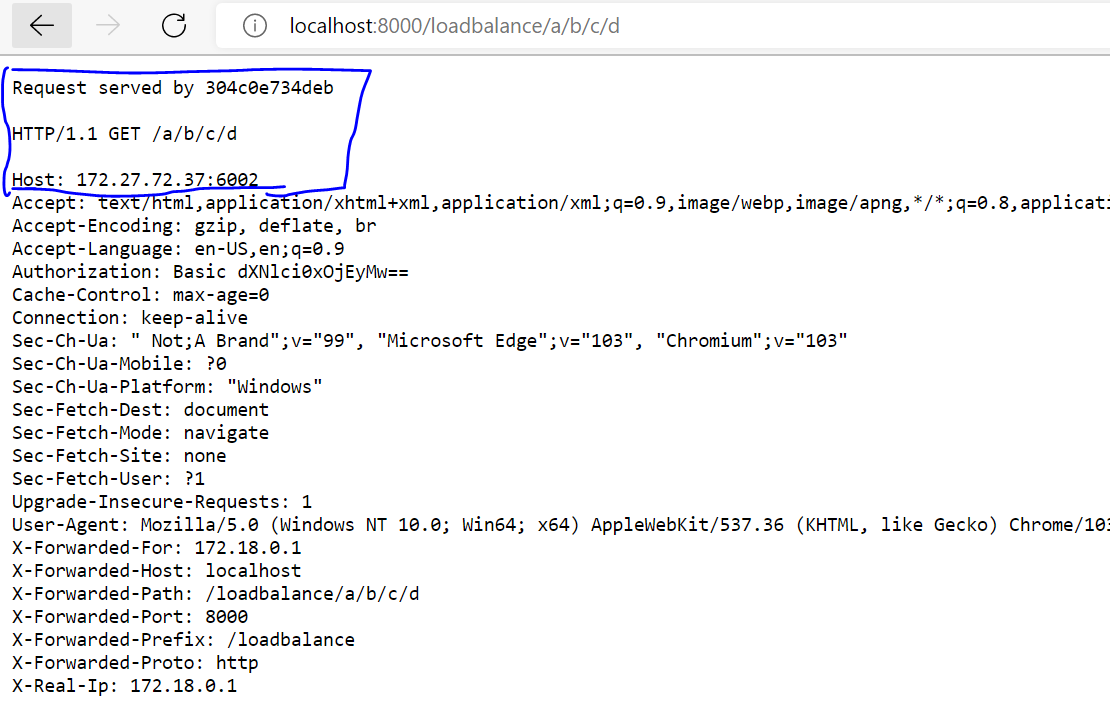 localhost:8000/loadbalance/a/b/c/d
Request served by 304c0e734deb
HTTP/1.1 GET /a/b/c/d
Host: 172.27.72.37:6002
Accept: text/html,application/xhtml+xml,application/xml;q=0.9,image/webp,image/apng,*/*;q=0.8,applicati
Accept-Encoding: gzip, deflate, br
Accept-Language: en-US,en;q=0.9
Authorization: Basic dXNlci0xOjEyMw==
Cache-Control: max-age=0
Connection: keep-alive
Sec-Ch-Ua: " Not;A Brand";v="99", "Microsoft Edge";v="103", "Chromium";v="103"
Sec-Ch-Ua-Mobile: ?0
Sec-Ch-Ua-Platform: "Windows"
Sec-Fetch-Dest: document
Sec-Fetch-Mode: navigate
Sec-Fetch-Site: none
Sec-Fetch-User: ?1
Upgrade-Insecure-Requests: 1
User-Agent: Mozilla/5.0 (Windows NT 10.0; Win64; x64) AppleWebKit/537.36 (KHTML, like Gecko) Chrome/103
X-Forwarded-For: 172.18.0.1
X-Forwarded-Host: localhost
X-Forwarded-Path: /loadbalance/a/b/c/d
X-Forwarded-Port: 8000
X-Forwarded-Prefix: /loadbalance
X-Forwarded-Proto: http
X-Real-Ip: 172.18.0.1